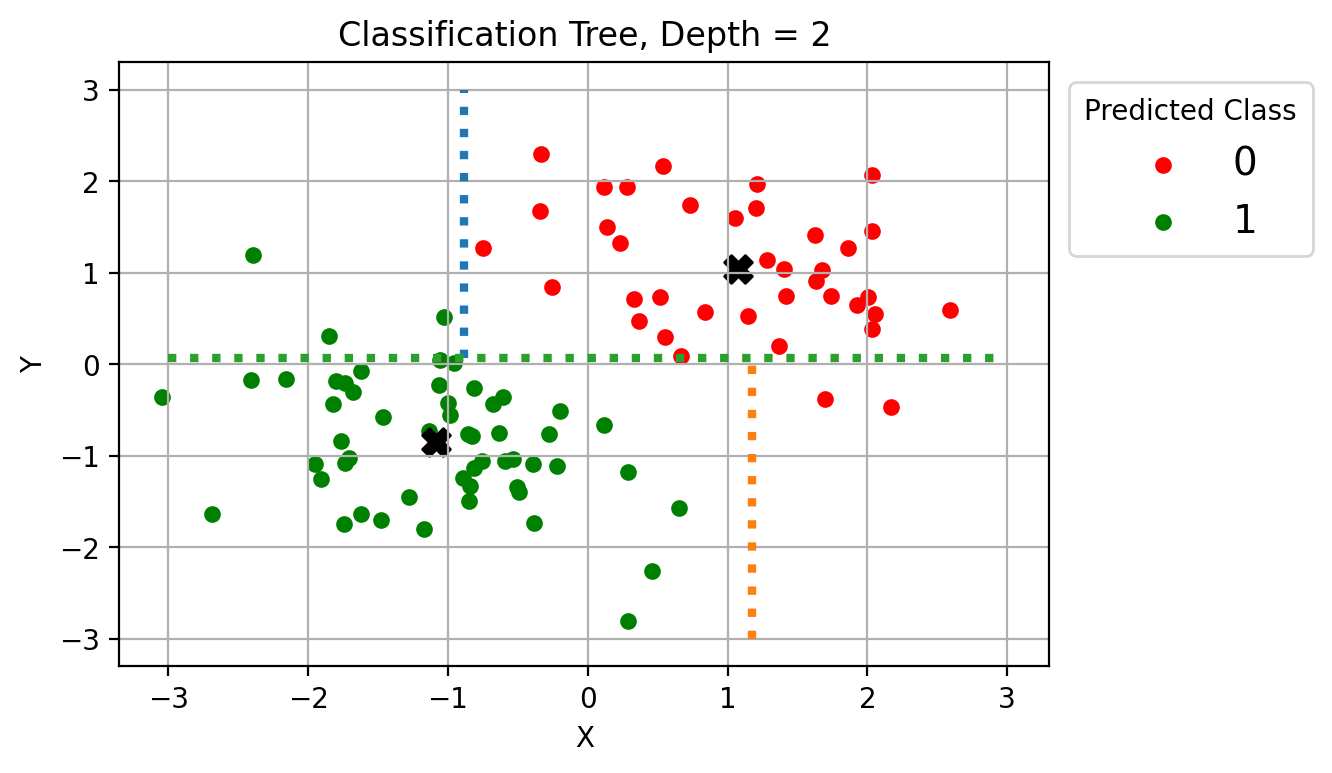 Classification Tree, Depth = 2
Predicted Class
0
1
3
2
1
0
−1
−2
−3
Y
−3 −2 −1 0 1 2 3
X